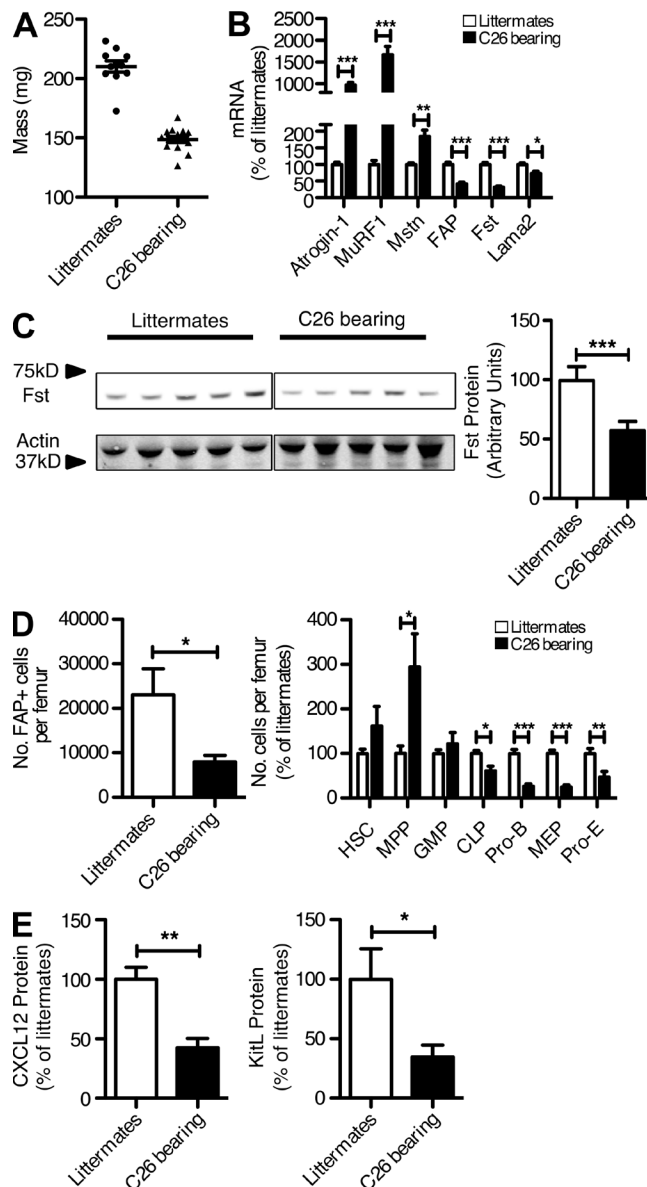 A
Mass (mg)
250
200
150
100
Littermates
C26 bearing
B
Littermates
C26 bearing
mRNA
(% of littermates)
2500
2000
1500
1000
200
150
100
50
0
***
***
**
***
***
*
Atrogin-1
MuRF1
Mstn
FAP
Fst
Lama2
C
Littermates
C26 bearing
75kD
Fst
Actin
37kD
Fst Protein
(Arbitrary Units)
150
100
50
0
***
Littermates
C26 bearing
D
No. FAP+ cells
per femur
40000
30000
20000
10000
0
*
Littermates
C26 bearing
No. cells per femur
(% of littermates)
400
300
200
100
0
Littermates
C26 bearing
*
*
***
***
**
HSC
MPP
GMP
CLP
Pro-B
MEP
Pro-E
E
CXCL12 Protein
(% of littermates)
150
100
50
0
**
Littermates
C26 bearing
KitL Protein
(% of littermates)
150
100
50
0
*
Littermates
C26 bearing